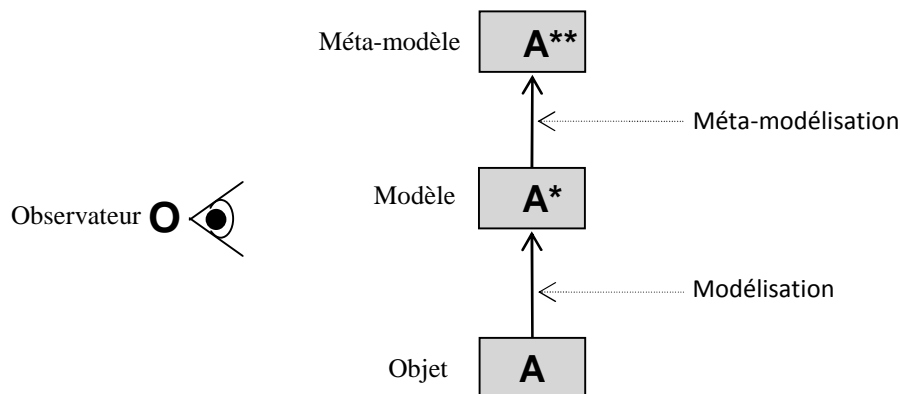 Méta-modèle A**
Méta-modélisation
Modèle A*
Observateur O
Modélisation
Objet A